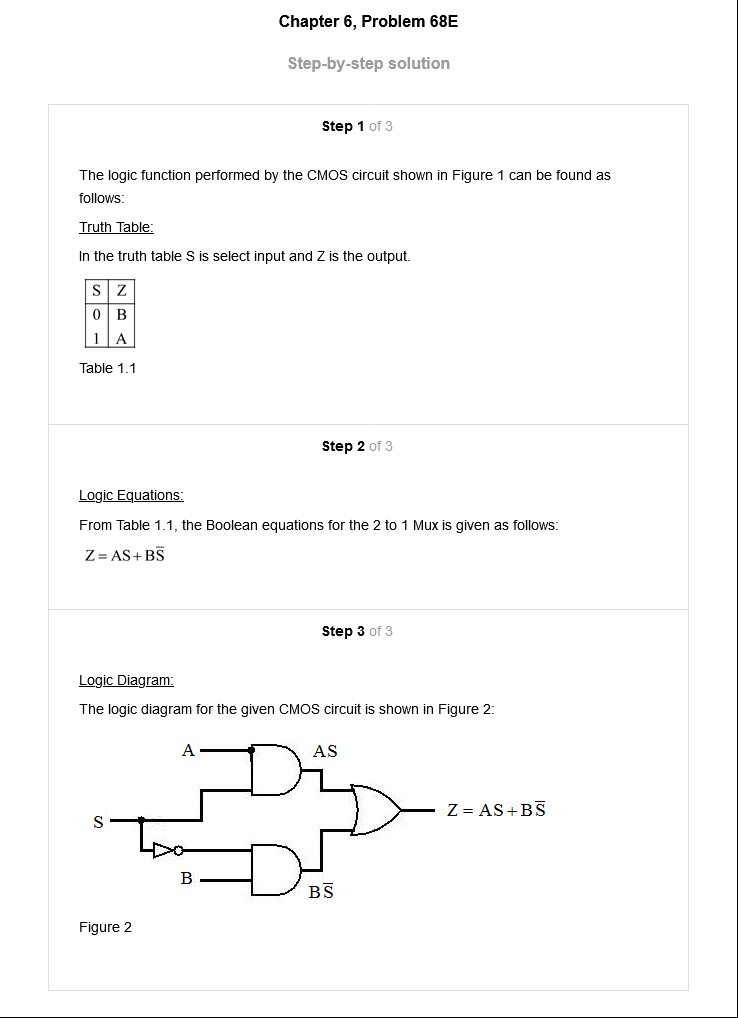 Chapter 6, Problem 68E
Step-by-step solution
Step 1 of 3
The logic function performed by the CMOS circuit shown in Figure 1 can be found as
follows:
Truth Table:
In the truth table S is select input and Z is the output.
S Z
0 B
1 A
Table 1.1
Step 2 of 3
Logic Equations:
From Table 1.1, the Boolean equations for the 2 to 1 Mux is given as follows:
Z = AS + BS̅
Step 3 of 3
Logic Diagram:
The logic diagram for the given CMOS circuit is shown in Figure 2:
A
AS
Z = AS + BS̅
S
B
BS̅
Figure 2